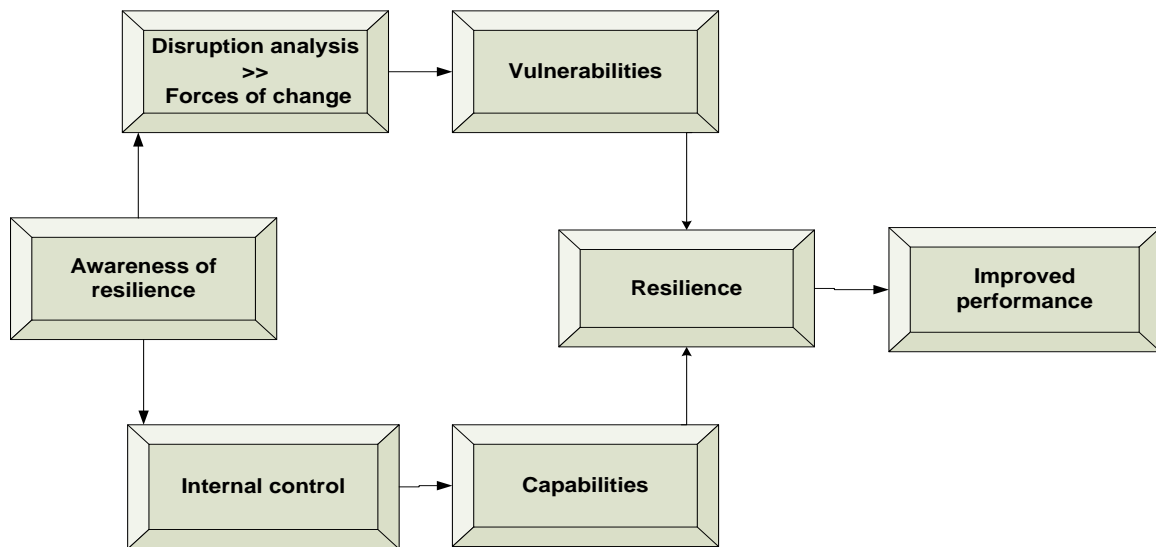 Disruption analysis
>>
Forces of change
Vulnerabilities
Awareness of
resilience
Resilience
Improved
performance
Internal control
Capabilities